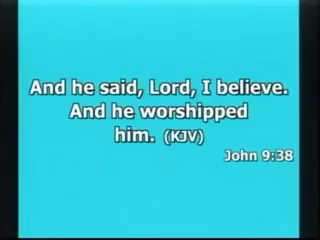 And he said, Lord, I believe.
And he worshipped
him. (KJV)
John 9:38